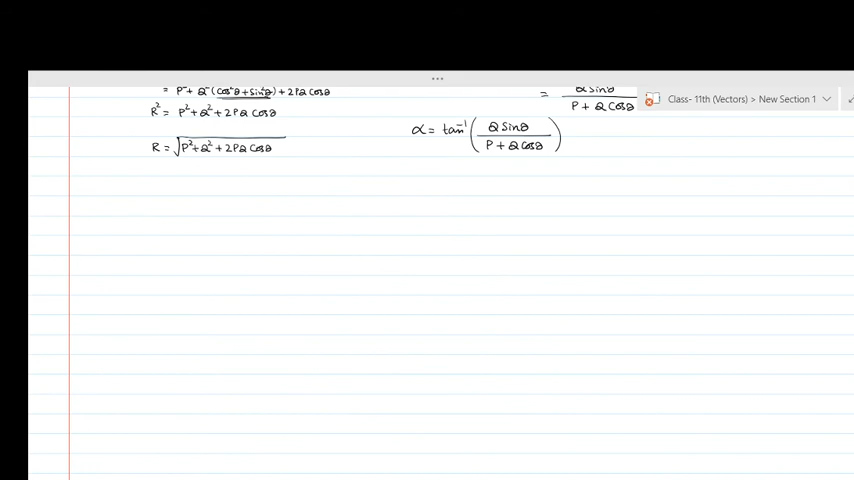 = P² + Q² (cos²θ + sin²θ) + 2PQ Cosθ
R² = P² + Q² + 2PQ Cosθ
R = √(P² + Q² + 2PQ Cosθ)
= Q Sinθ / (P + Q Cosθ)
α = tan⁻¹ (Q Sinθ / (P + Q Cosθ))
Class- 11th (Vectors) > New Section 1